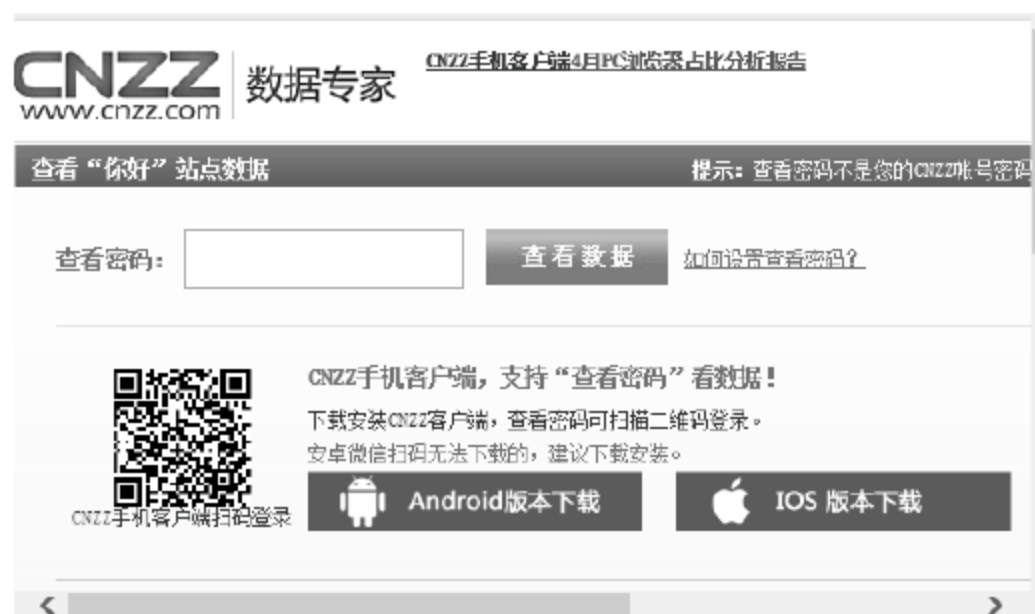 CNZZ
www.cnzz.com
数据专家
CNZZ手机客户端4月PC浏览器占比分析报告
查看“你好”站点数据
提示：查看密码不是您的CNZZ帐号密码
查看密码：
查看数据
如何设置查看密码？
CNZZ手机客户端，支持“查看密码”看数据！
下载安装CNZZ客户端，查看密码可扫描二维码登录。
安卓微信扫码无法下载的，建议下载安装。
CNZZ手机客户端扫码登录
Android版本下载
IOS 版本下载